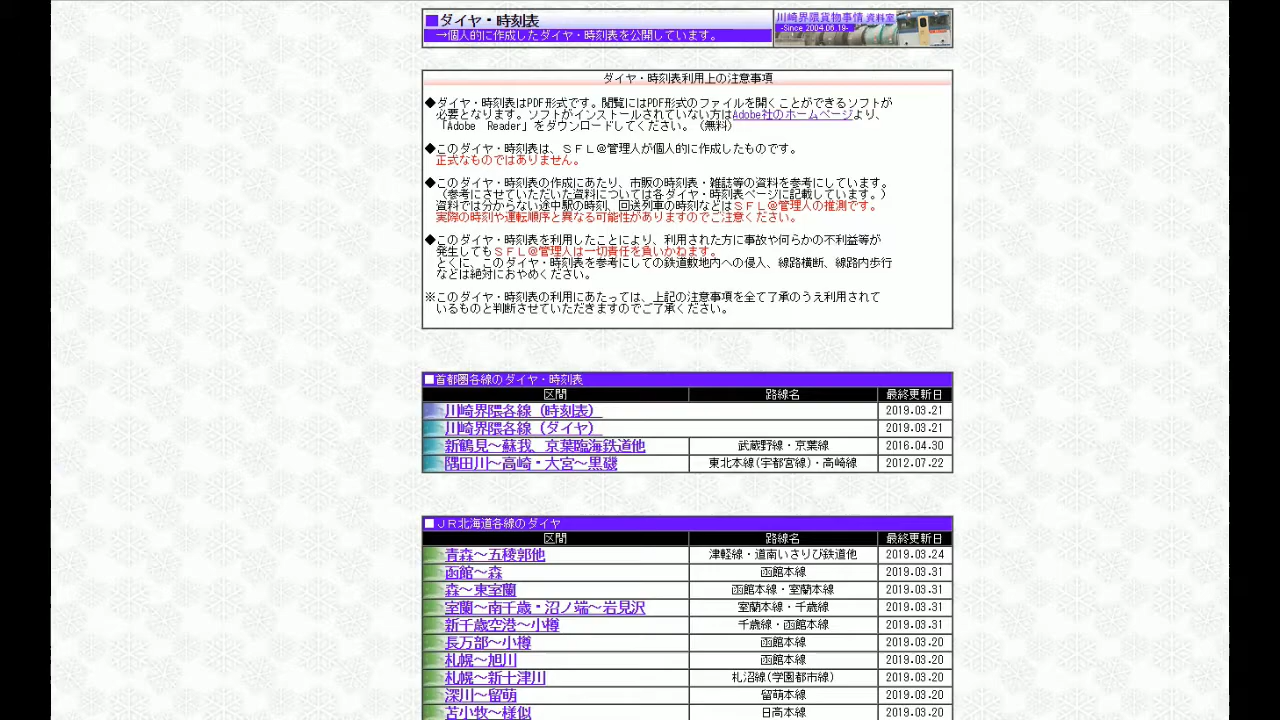 ■ダイヤ・時刻表
→個人的に作成したダイヤ・時刻表を公開しています。
川崎界隈貨物事情 資料室
-Since 2004.06.19-
ダイヤ・時刻表利用上の注意事項
◆ダイヤ・時刻表はPDF形式です。閲覧にはPDF形式のファイルを開くことができるソフトが
必要となります。ソフトがインストールされていない方はAdobe社のホームページより、
「Adobe Reader」をダウンロードしてください。（無料）
◆このダイヤ・時刻表は、ＳＦＬ＠管理人が個人的に作成したものです。
正式なものではありません。
◆このダイヤ・時刻表の作成にあたり、市販の時刻表・雑誌等の資料を参考にしています。
（参考にさせていただいた資料については各ダイヤ・時刻表ページに記載しています。）
資料では分からない途中駅の時刻、回送列車の時刻などはＳＦＬ＠管理人の推測です。
実際の時刻や運転順序と異なる可能性がありますのでご注意ください。
◆このダイヤ・時刻表を利用したことにより、利用された方に事故や何らかの不利益等が
発生してもＳＦＬ＠管理人は一切責任を負いかねます。
とくに、このダイヤ・時刻表を参考にしての鉄道敷地内への侵入、線路横断、線路内歩行
などは絶対におやめください。
※このダイヤ・時刻表の利用にあたっては、上記の注意事項を全て了承のうえ利用されて
いるものと判断させていただきますのでご了承ください。
■首都圏各線のダイヤ・時刻表
区間 路線名 最終更新日
川崎界隈各線（時刻表） 2019.03.21
川崎界隈各線（ダイヤ） 2019.03.21
新鶴見～蘇我、京葉臨海鉄道他 武蔵野線・京葉線 2016.04.30
隅田川～高崎・大宮～黒磯 東北本線(宇都宮線)・高崎線 2012.07.22
■ＪＲ北海道各線のダイヤ
区間 路線名 最終更新日
青森～五稜郭他 津軽線・道南いさりび鉄道他 2019.03.24
函館～森 函館本線 2019.03.31
森～東室蘭 函館本線・室蘭本線 2019.03.31
室蘭～南千歳・沼ノ端～岩見沢 室蘭本線・千歳線 2019.03.31
新千歳空港～小樽 千歳線・函館本線 2019.03.31
長万部～小樽 函館本線 2019.03.20
札幌～旭川 函館本線 2019.03.20
札幌～新十津川 札沼線(学園都市線) 2019.03.20
深川～留萌 留萌本線 2019.03.20
苫小牧～様似 日高本線 2019.03.20